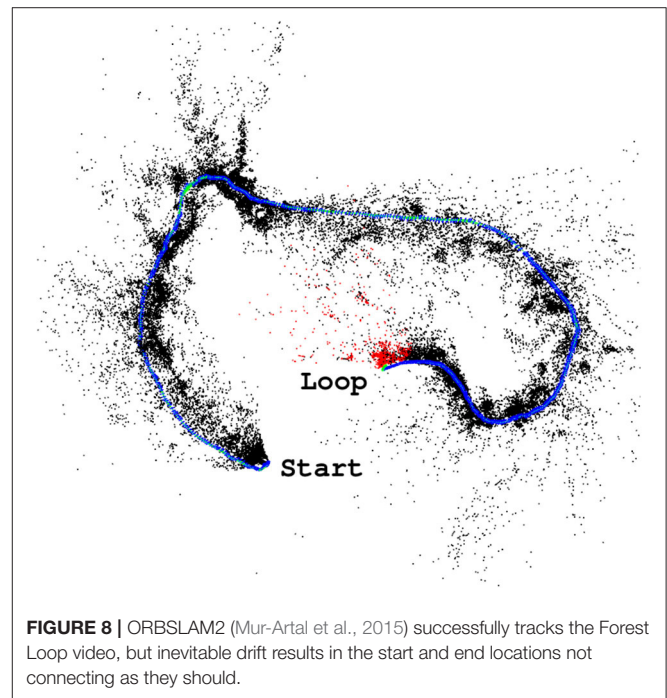 Loop
Start
FIGURE 8 | ORBSLAM2 (Mur-Artal et al., 2015) successfully tracks the Forest
Loop video, but inevitable drift results in the start and end locations not
connecting as they should.